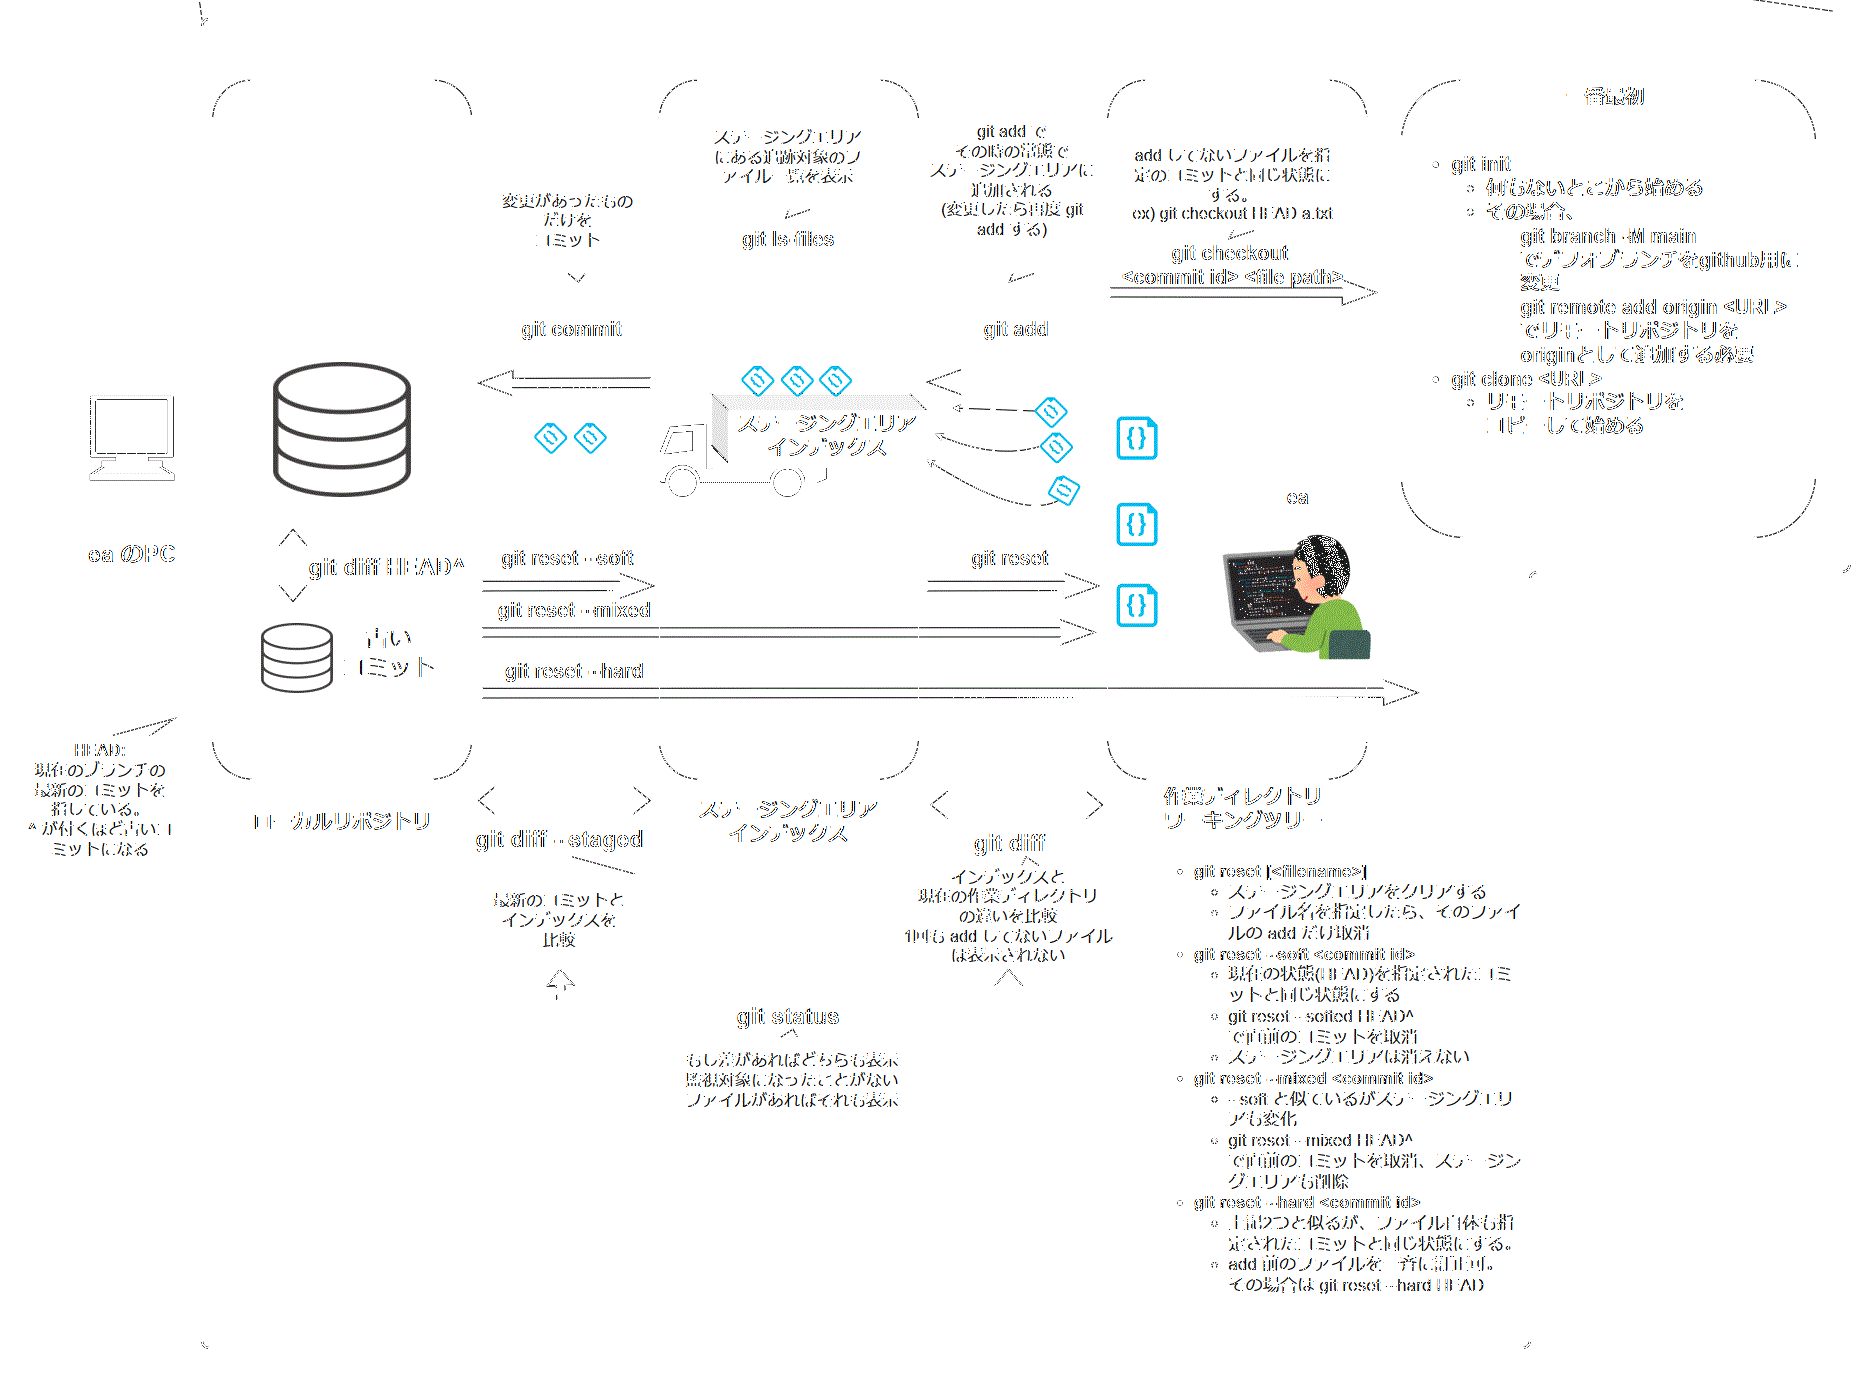 一番最初
git init
何もないとこから始める
その場合、
git branch -M main
でデフォブランチをgithub用に
変更
git remote add origin <URL>
でリモートリポジトリを
originとして追加する必要
git clone <URL>
リモートリポジトリを
コピーして始める
変更があったもの
だけを
コミット
git commit
ステージングエリア
にある追跡対象のフ
ァイル一覧を表示
git ls-files
git add で
その時の常態で
ステージングエリアに
追加される
(変更したら再度 git
add する)
git add
add してないファイルを指
定のコミットと同じ状態に
する。
ex) git checkout HEAD a.txt
git checkout
<commit id> <file path>
ステージングエリア
インデックス
oa
oa のPC
git diff HEAD^
git reset --soft
git reset
git reset --mixed
古い
コミット
git reset --hard
HEAD:
現在のブランチの
最新のコミットを
指している。
^ が付くほど古いコ
ミットになる
ローカルリポジトリ
git diff --staged
最新のコミットと
インデックスを
比較
ステージングエリア
インデックス
git diff
インデックスと
現在の作業ディレクトリ
の違いを比較
1回も add してないファイル
は表示されない
git status
もし差があればどちらも表示
監視対象になったことがない
ファイルがあればそれも表示
作業ディレクトリ
ワーキングツリー
git reset [<filename>]
ステージングエリアをクリアする
ファイル名を指定したら、そのファイ
ルの add だけ取消
git reset --soft <commit id>
現在の状態(HEAD)を指定されたコミ
ットと同じ状態にする
git reset --softed HEAD^
で直前のコミットを取消
ステージングエリアは消えない
git reset --mixed <commit id>
--soft と似ているがステージングエリ
アも変化
git reset --mixed HEAD^
で直前のコミットを取消、ステージン
グエリアも削除
git reset --hard <commit id>
上記2つと似るが、ファイル自体も指
定されたコミットと同じ状態にする。
add 前のファイルを一斉に訂正可。
その場合は git reset --hard HEAD